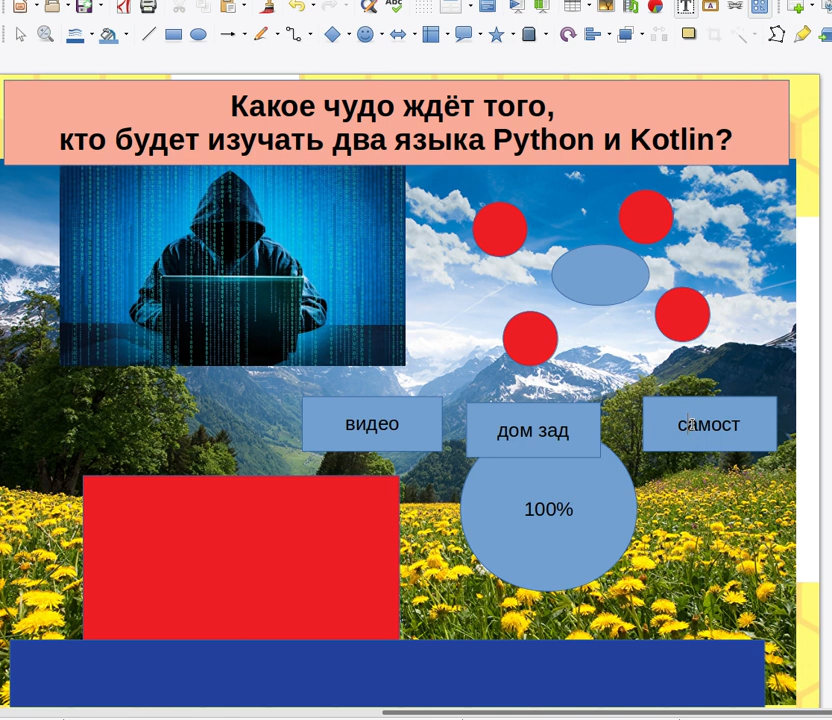 Какое чудо ждёт того,
кто будет изучать два языка Python и Kotlin?
видео
дом зад
самост
100%